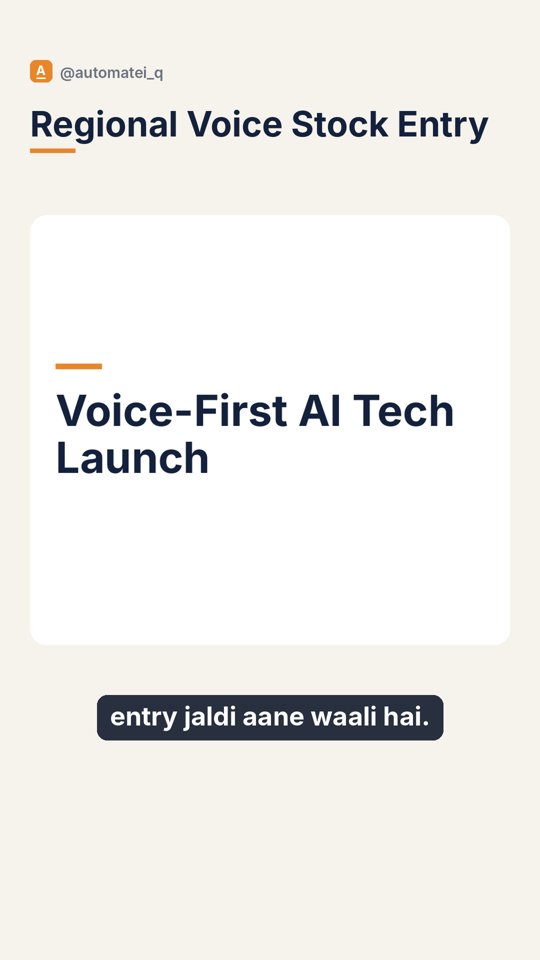 A @automatei_q
Regional Voice Stock Entry
Voice-First AI Tech
Launch
entry jaldi aane waali hai.